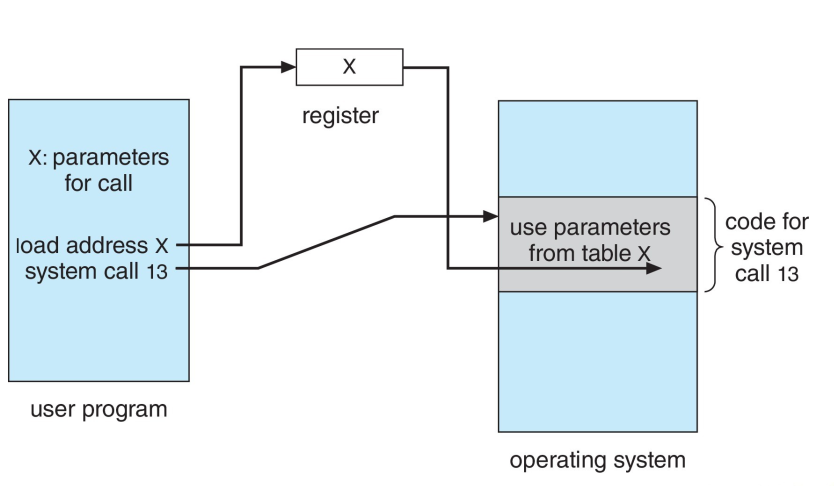 X
register
X: parameters
for call
load address X
system call 13
user program
use parameters
from table X
code for
system
call 13
operating system